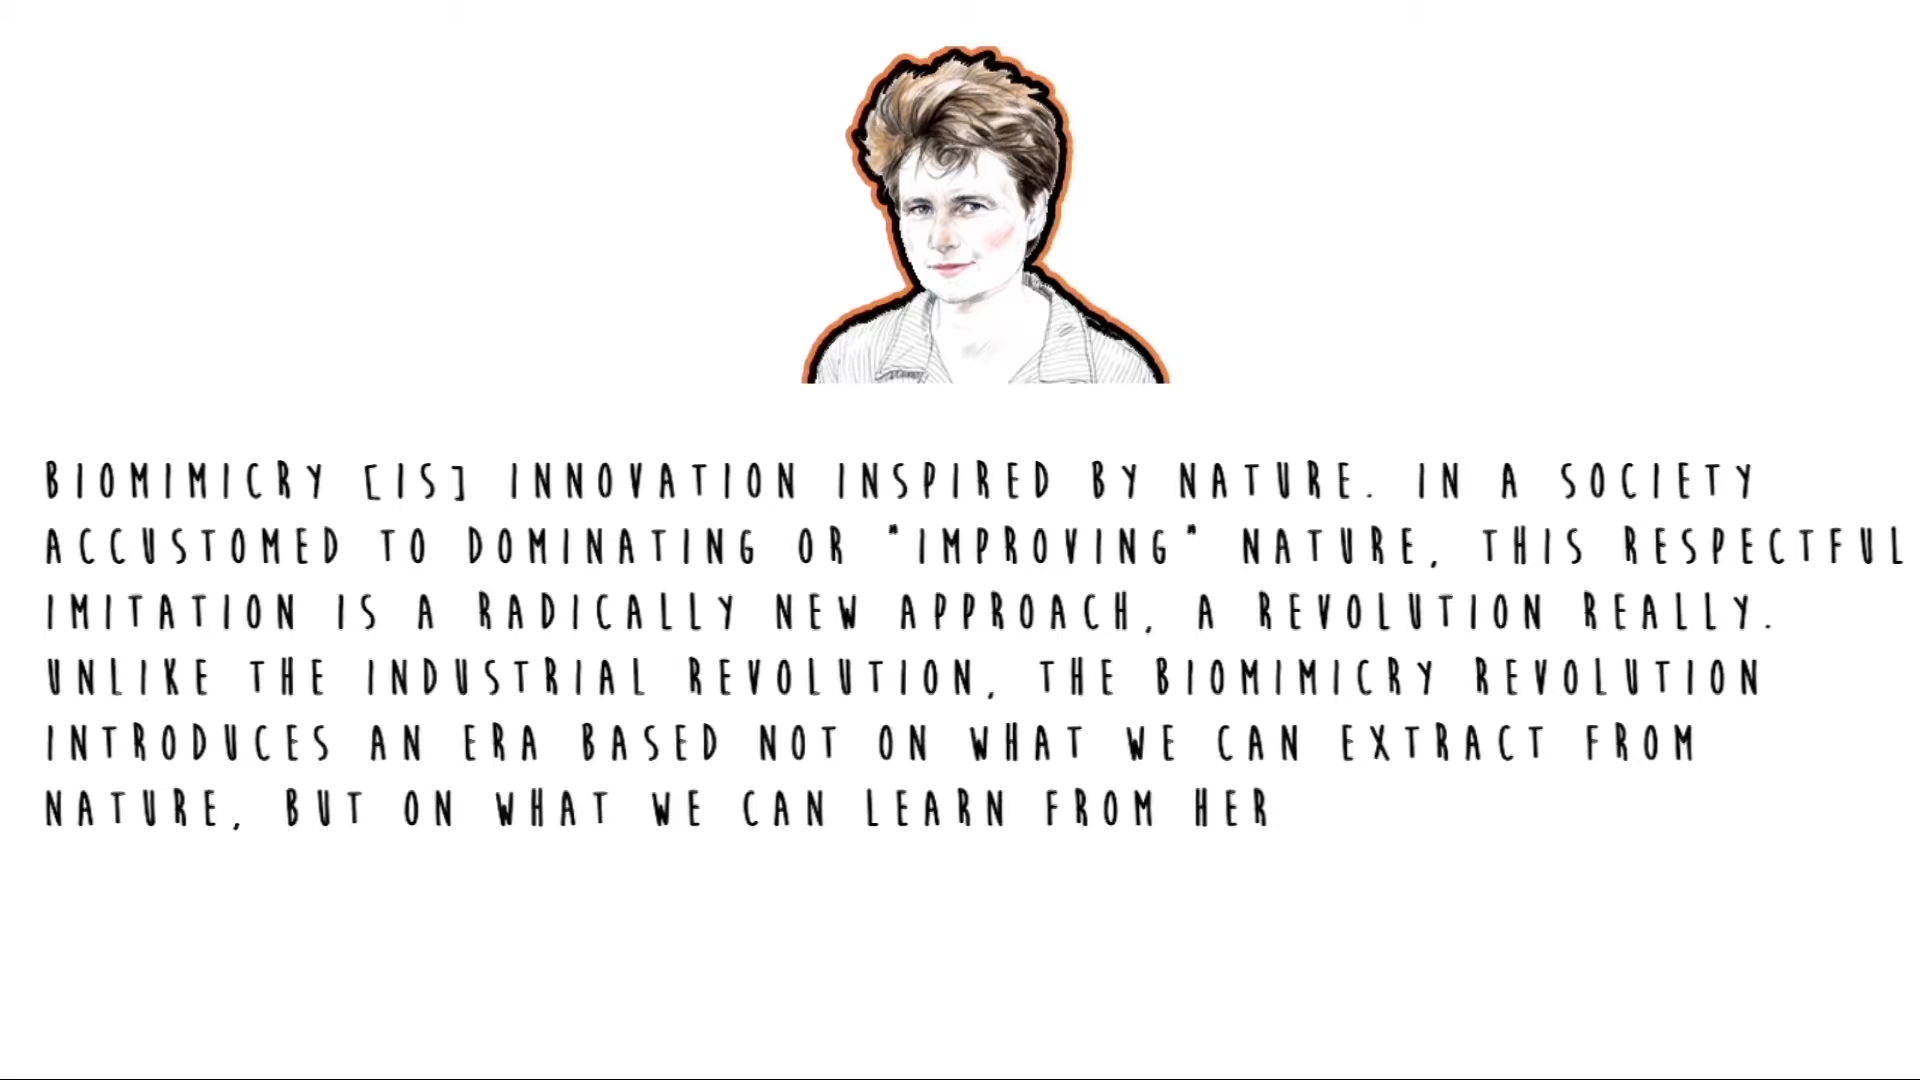 BIOMIMICRY [IS] INNOVATION INSPIRED BY NATURE. IN A SOCIETY
ACCUSTOMED TO DOMINATING OR "IMPROVING" NATURE, THIS RESPECTFUL
IMITATION IS A RADICALLY NEW APPROACH, A REVOLUTION REALLY.
UNLIKE THE INDUSTRIAL REVOLUTION, THE BIOMIMICRY REVOLUTION
INTRODUCES AN ERA BASED NOT ON WHAT WE CAN EXTRACT FROM
NATURE, BUT ON WHAT WE CAN LEARN FROM HER